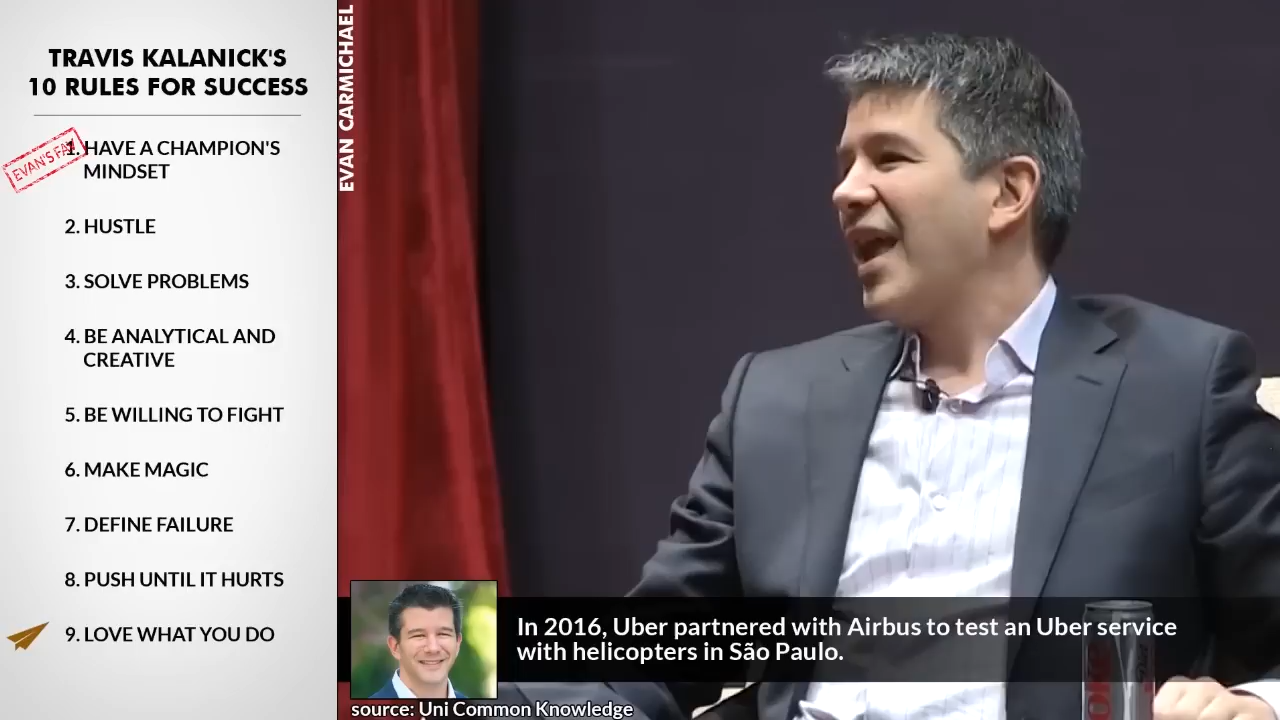 TRAVIS KALANICK'S
10 RULES FOR SUCCESS
EVAN'S
1. HAVE A CHAMPION'S
MINDSET
2. HUSTLE
3. SOLVE PROBLEMS
4. BE ANALYTICAL AND
CREATIVE
5. BE WILLING TO FIGHT
6. MAKE MAGIC
7. DEFINE FAILURE
8. PUSH UNTIL IT HURTS
9. LOVE WHAT YOU DO
EVAN CARMICHAEL
In 2016, Uber partnered with Airbus to test an Uber service
with helicopters in São Paulo.
source: Uni Common Knowledge